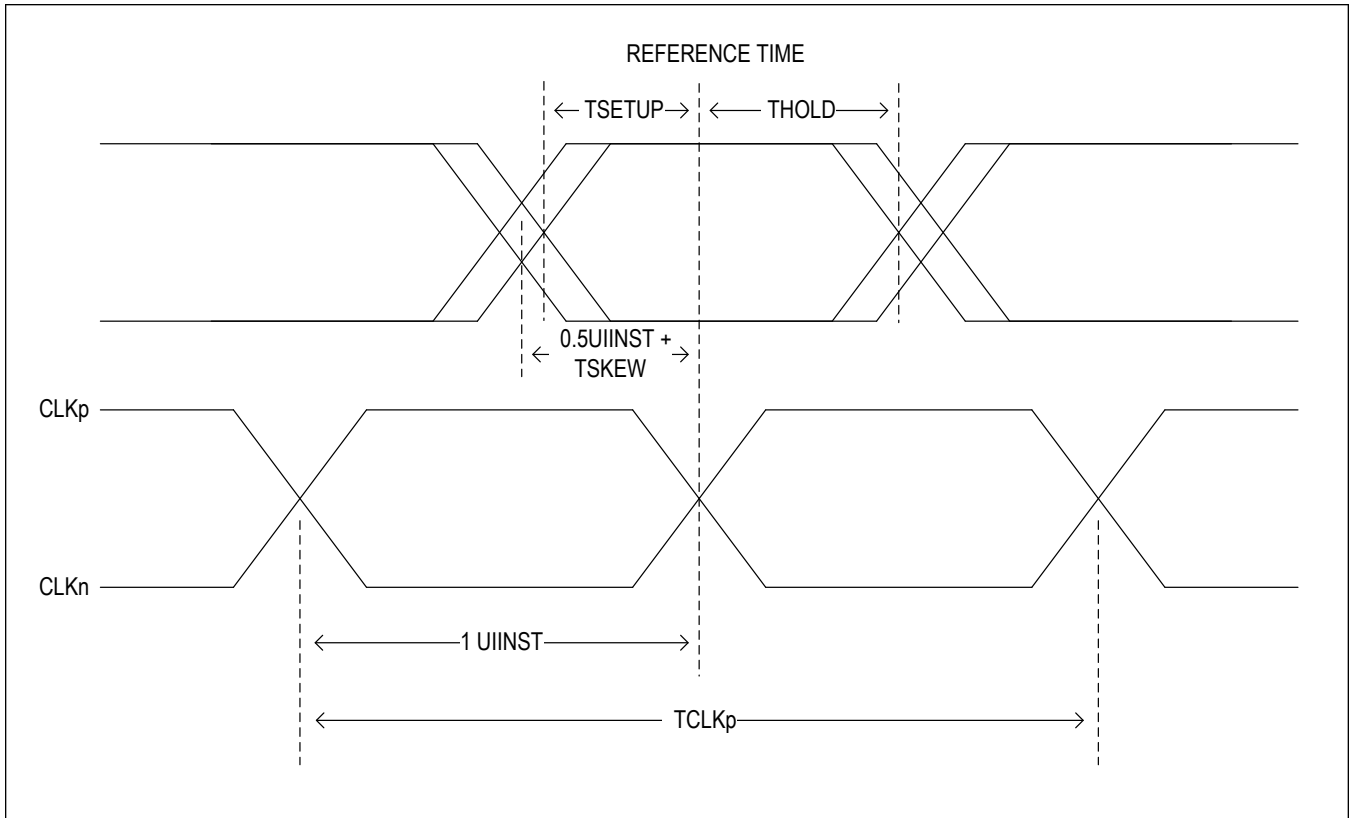 REFERENCE TIME
TSETUP
THOLD
0.5UIINST +
TSKEW
CLKp
CLKn
1 UIINST
TCLKp